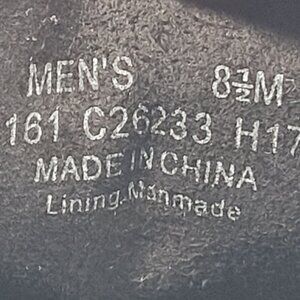 MEN'S 8½M
161 C26233 H17
MADE IN CHINA
Lining.Manmade